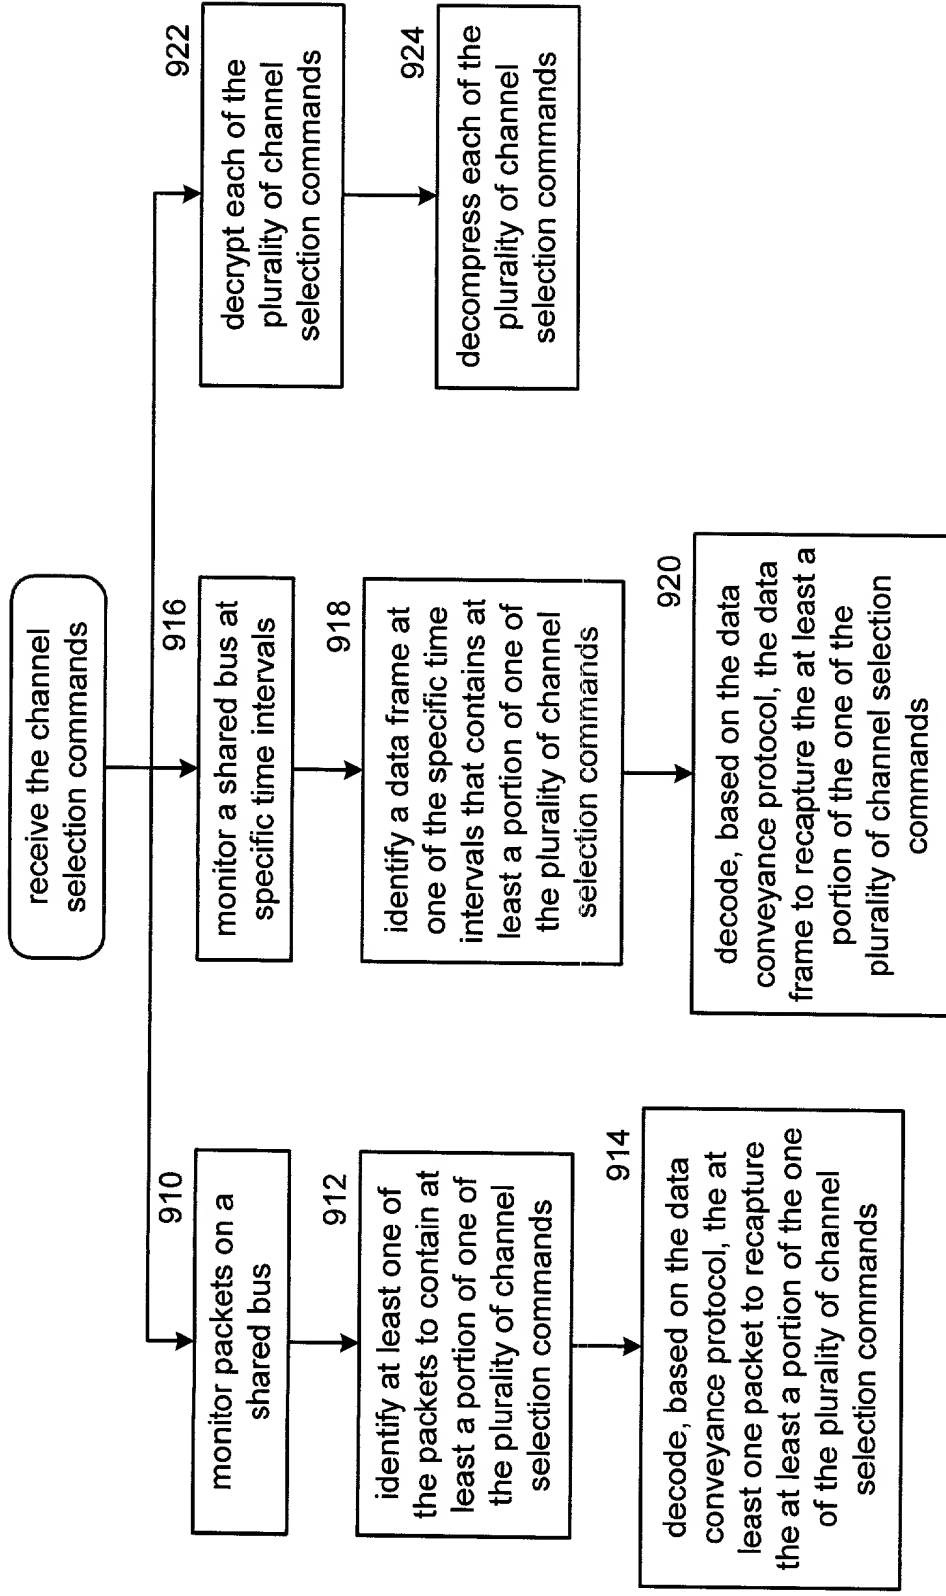 receive the channel
selection commands
910
monitor packets on a
shared bus
912
identify at least one of
the packets to contain at
least a portion of one of
the plurality of channel
selection commands
914
decode, based on the data
conveyance protocol, the at
least one packet to recapture
the at least a portion of the one
of the plurality of channel
selection commands
916
monitor a shared bus at
specific time intervals
918
identify a data frame at
one of the specific time
intervals that contains at
least a portion of one of
the plurality of channel
selection commands
920
decode, based on the data
conveyance protocol, the data
frame to recapture the at least a
portion of the one of the
plurality of channel selection
commands
922
decrypt each of the
plurality of channel
selection commands
924
decompress each of the
plurality of channel
selection commands